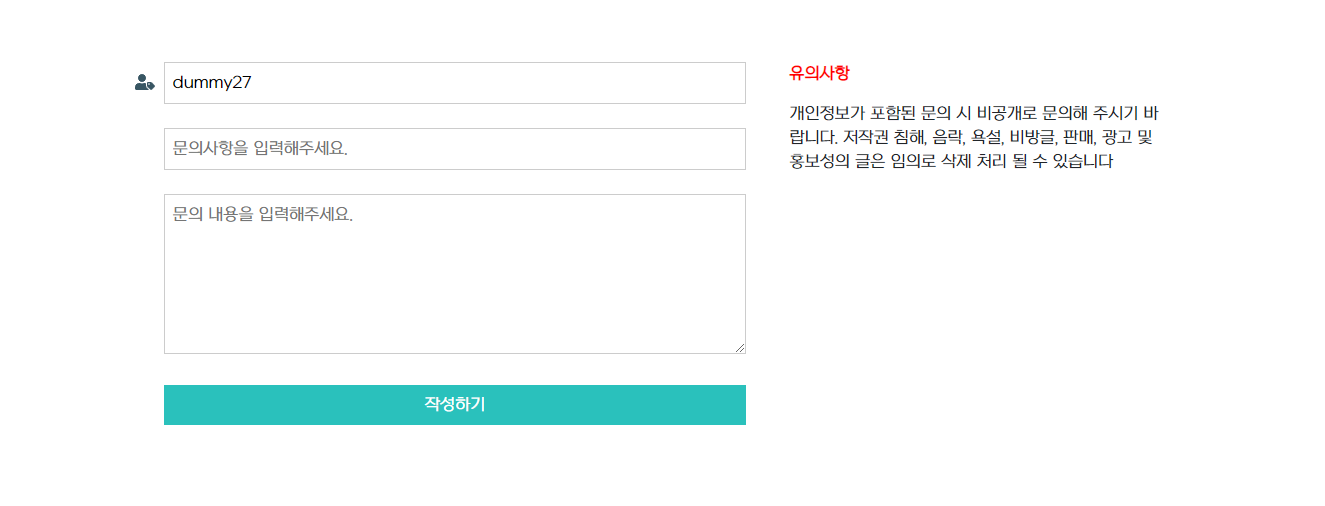 dummy27
문의사항을 입력해주세요.
문의 내용을 입력해주세요.
작성하기
유의사항
개인정보가 포함된 문의 시 비공개로 문의해 주시기 바
랍니다. 저작권 침해, 음락, 욕설, 비방글, 판매, 광고 및
홍보성의 글은 임의로 삭제 처리 될 수 있습니다